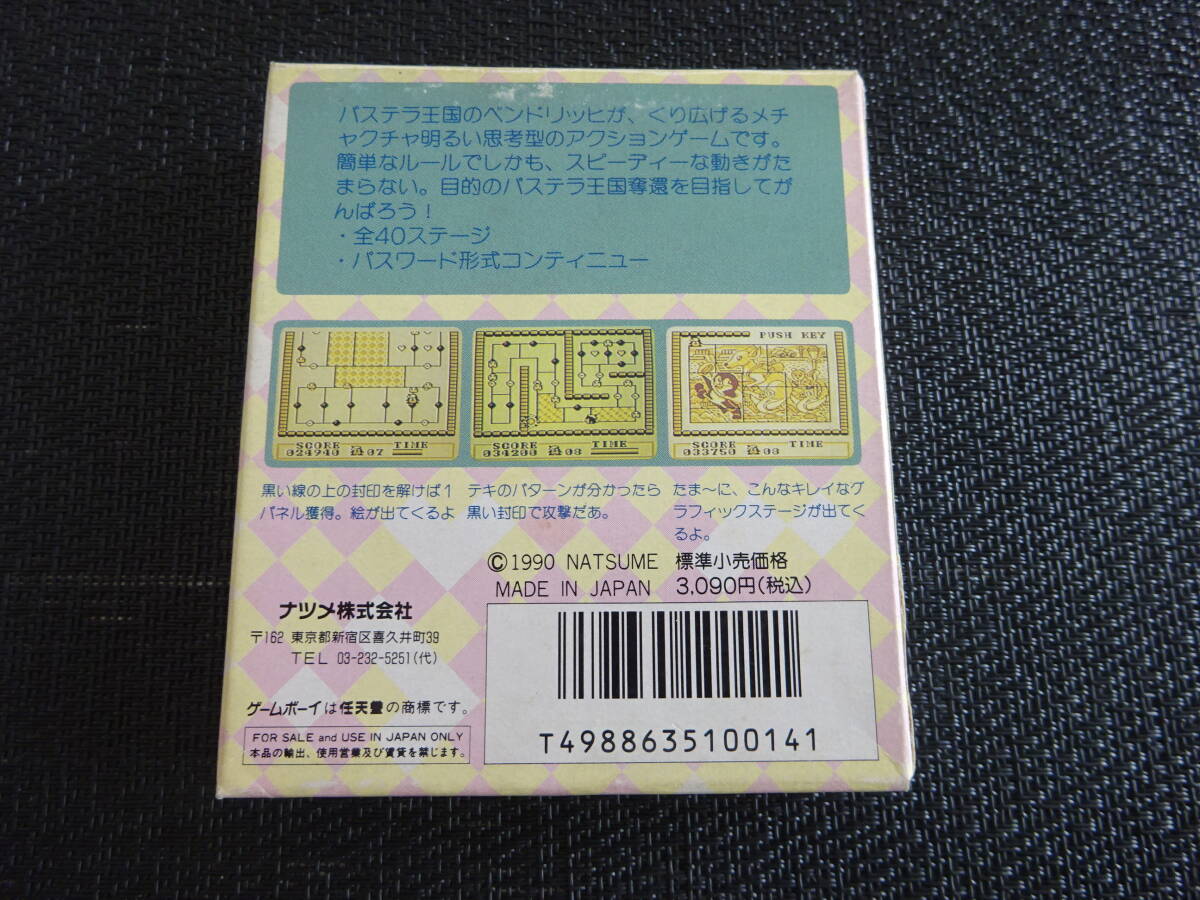 パステラ王国のペンドリッヒが、くり広げるメチ
ャクチャ明るい思考型のアクションゲームです。
簡単なルールでしかも、スピーディーな動きがた
まらない。目的のパステラ王国奪還を目指してが
んばろう！
・全40ステージ
・パスワード形式コンティニュー
SCORE TIME
024940 07
SCORE TIME
034200 08
PUSH KEY
SCORE TIME
033750 08
黒い線の上の封印を解けば1
パネル獲得。絵が出てくるよ
テキのパターンが分かったら
黒い封印で攻撃だあ。
たま〜に、こんなキレイなグ
ラフィックステージが出てく
るよ。
©1990 NATSUME 標準小売価格
MADE IN JAPAN 3,090円(税込)
ナツメ株式会社
〒162 東京都新宿区喜久井町39
TEL 03-232-5251(代)
ゲームボーイは任天堂の商標です。
FOR SALE and USE IN JAPAN ONLY
本品の輸出、使用営業及び賃貸を禁じます。
T4988635100141